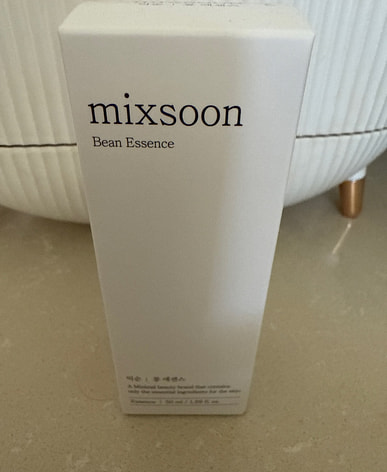 mixsoon
Bean Essence
믹순 | 콩 에센스
A Minimal beauty brand that contains
only the essential ingredients for the skin
Essence | 50 ml / 1.69 fl. oz.